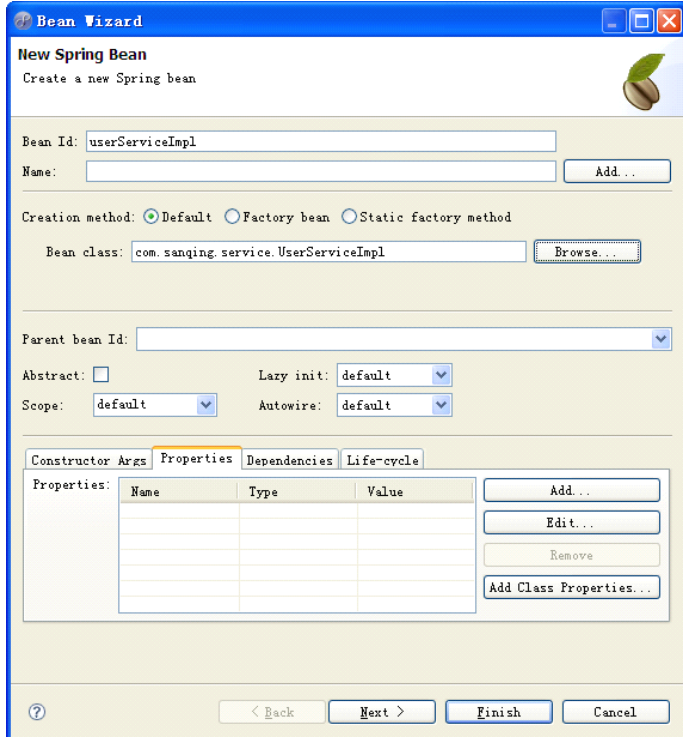 Bean Wizard
New Spring Bean
Create a new Spring bean
Bean Id: userServiceImpl
Name: Add...
Creation method: Default Factory bean Static factory method
Bean class: com.sanqing.service.UserServiceImpl Browse...
Parent bean Id:
Abstract: Lazy init: default
Scope: default Autowire: default
Constructor Args Properties Dependencies Life-cycle
Properties: Name Type Value Add...
Edit...
Remove
Add Class Properties...
? < Back Next > Finish Cancel